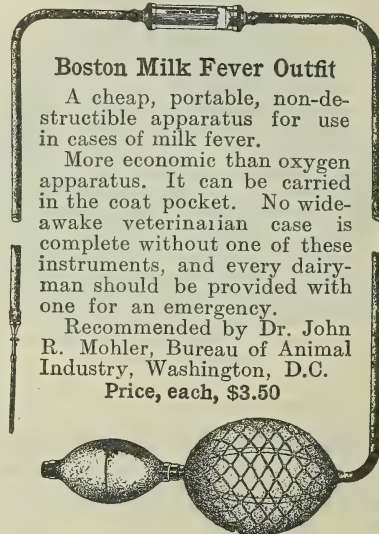 Boston Milk Fever Outfit
A cheap, portable, non-de-
structible apparatus for use
in cases of milk fever.
More economic than oxygen
apparatus. It can be carried
in the coat pocket. No wide-
awake veterinaiian case is
complete without one of these
instruments, and every dairy-
man should be provided with
one for an emergency.
Recommended by Dr. John
R. Mohler, Bureau of Animal
Industry, Washington, D.C.
Price, each, $3.50